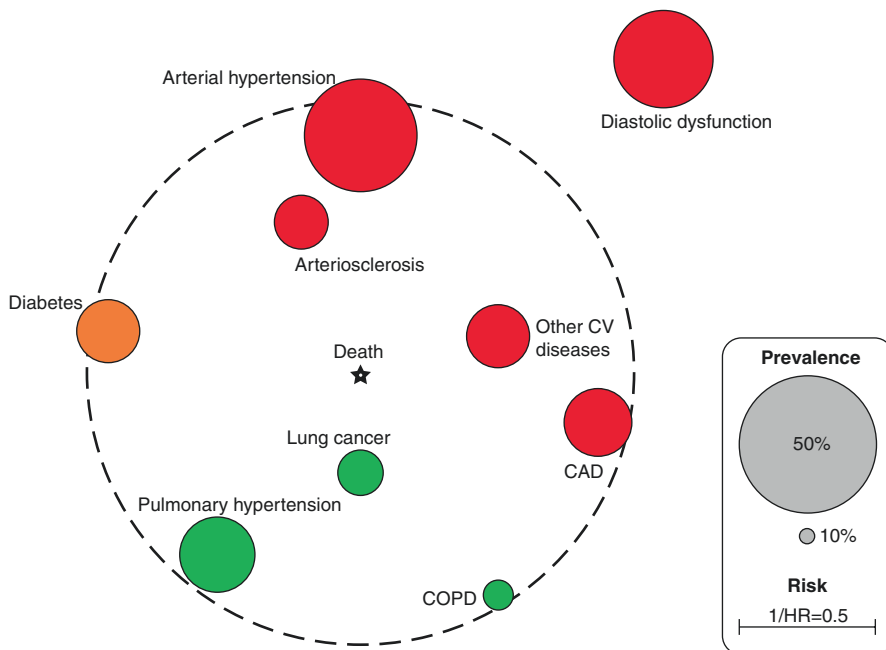 Arterial hypertension
Diastolic dysfunction
Arteriosclerosis
Diabetes
Other CV
diseases
Death
Lung cancer
CAD
Pulmonary hypertension
COPD
Prevalence
50%
10%
Risk
1/HR=0.5